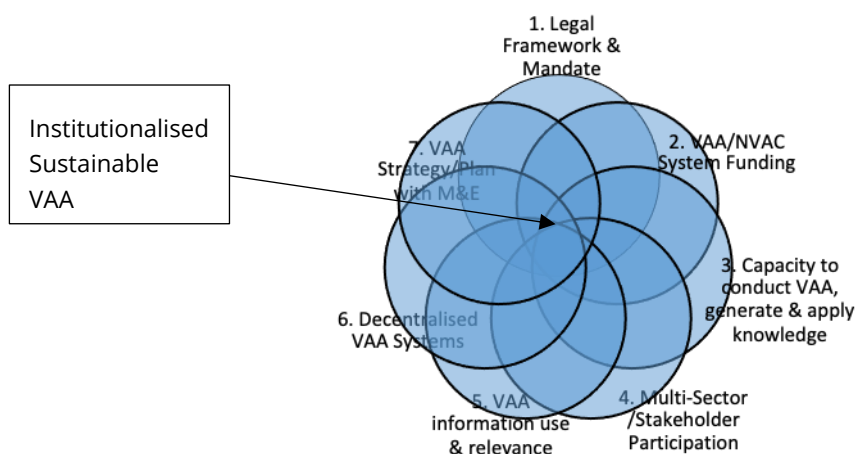 Institutionalised
Sustainable
VAA
1. Legal
Framework &
Mandate
2. VAA/NVAC
System Funding
3. Capacity to
conduct VAA,
generate & apply
knowledge
4. Multi-Sector
/Stakeholder
Participation
5. VAA
information use
& relevance
6. Decentralised
VAA Systems
7. VAA
Strategy/Plan
with M&E